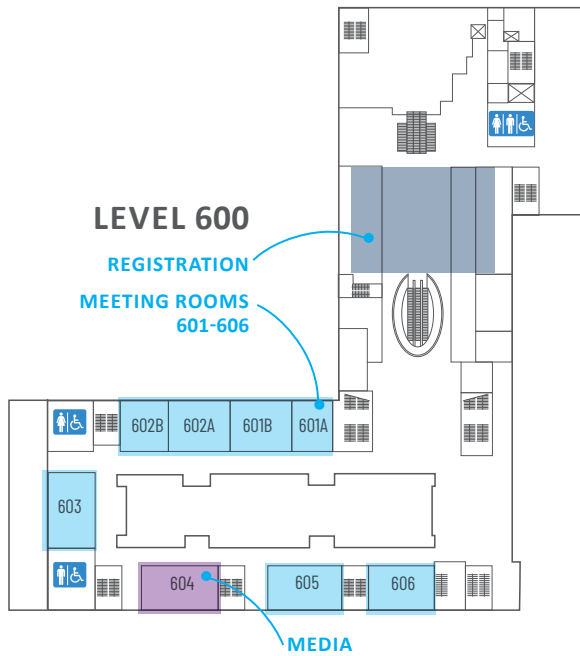 LEVEL 600
REGISTRATION
MEETING ROOMS
601-606
602B
602A
601B
601A
603
604
605
606
MEDIA